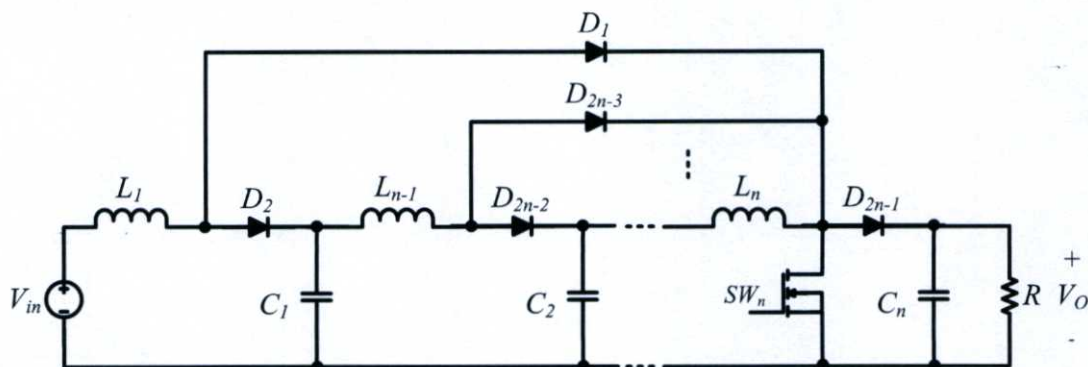 D1
D2n-3
L1
D2
Ln-1
D2n-2
Ln
D2n-1
Vin
+
-
C1
C2
SWn
Cn
R
+
VO
-